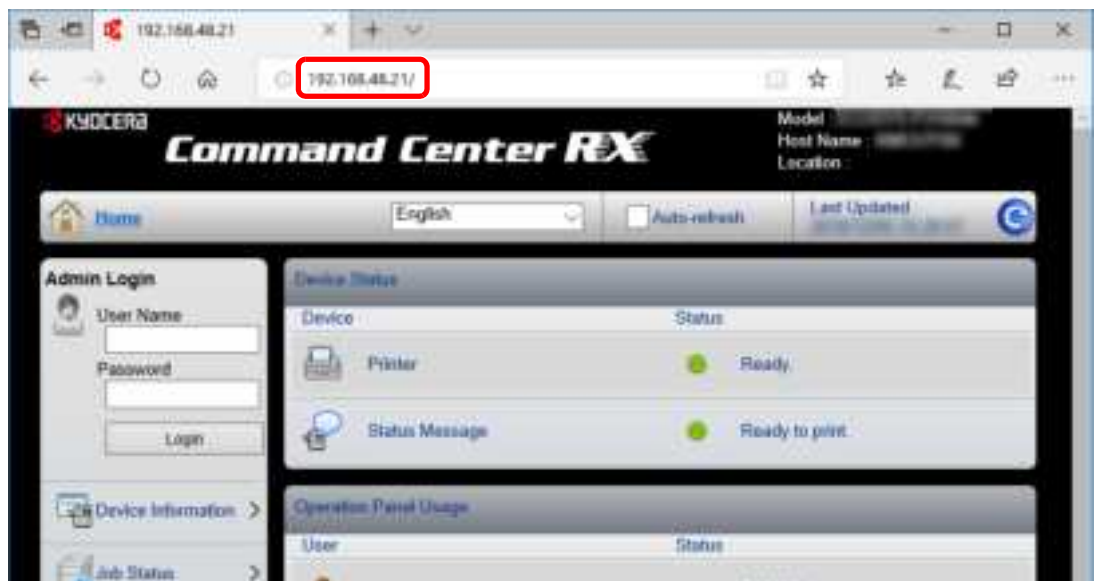 192.168.48.21
192.168.48.21/
KYOCERA
Command Center RX
Model
Host Name :
Location :
Home
English
Auto-refresh
Last Updated
Admin Login
User Name
Password
Login
Device Status
Device Status
Printer Ready.
Status Message Ready to print.
Device Information
Operation Panel Usage
User Status
Job Status